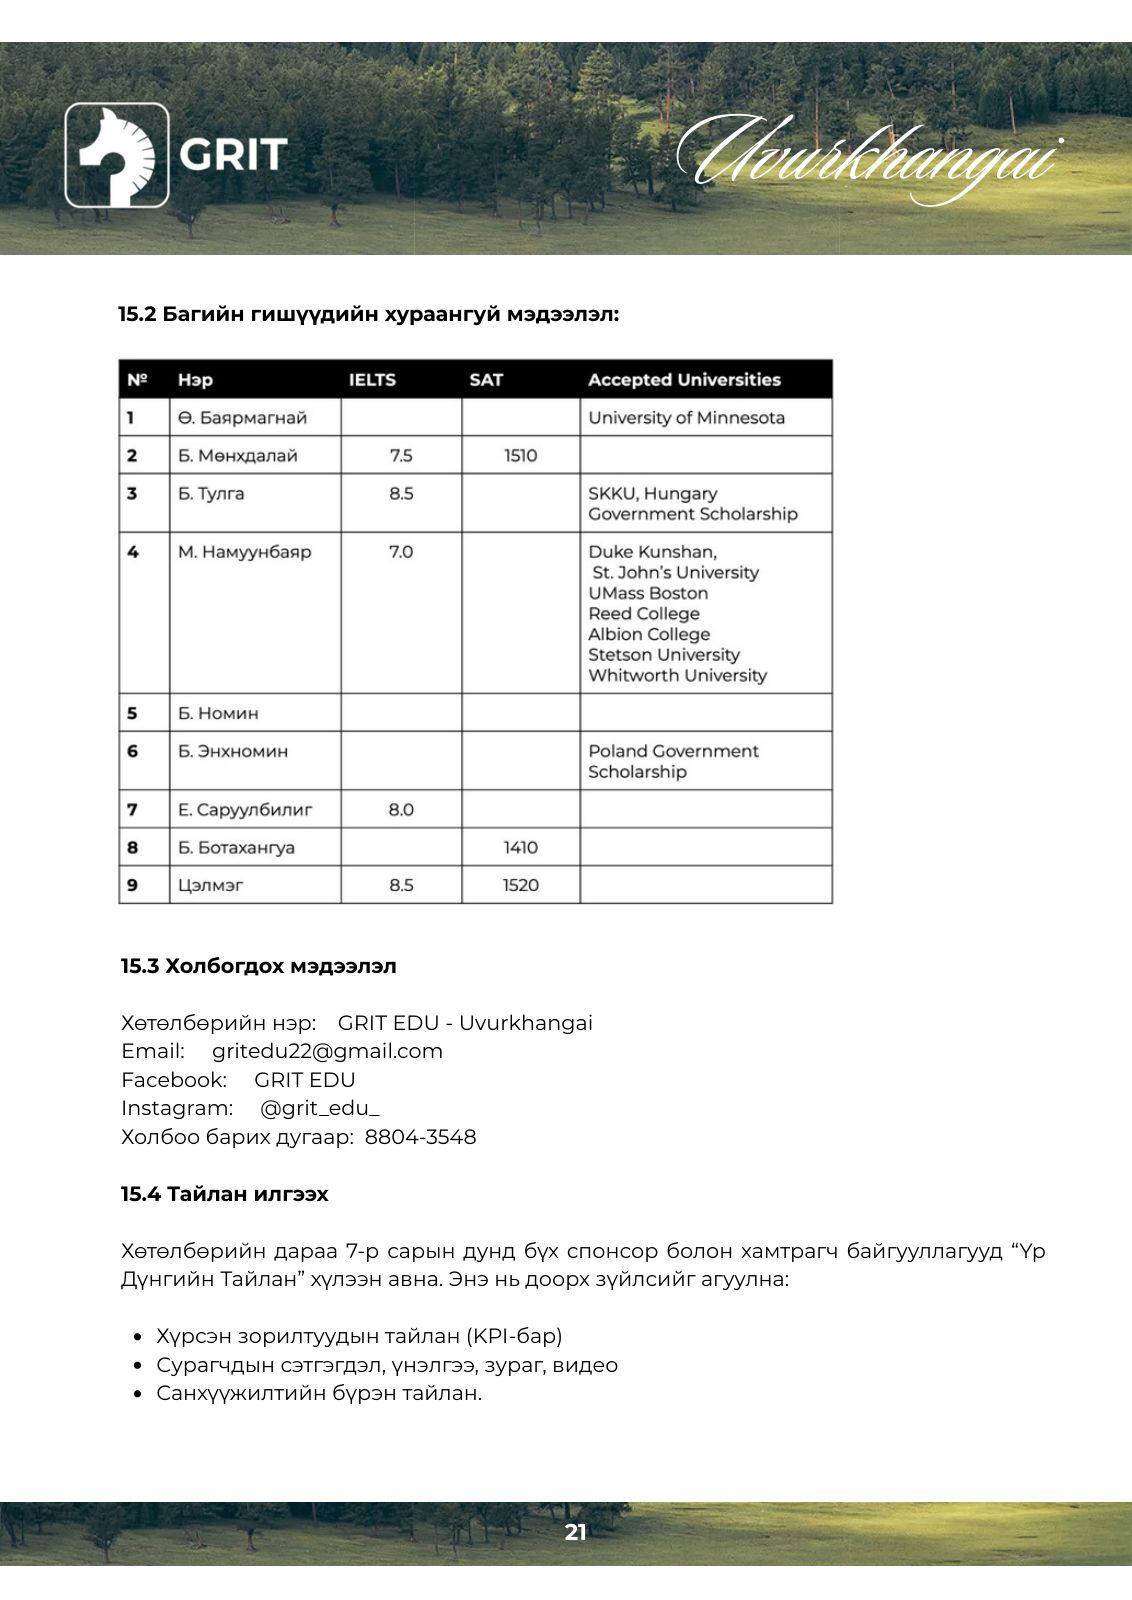 GRIT
Uvurkhangai
15.2 Багийн гишүүдийн хураангуй мэдээлэл:
№ Нэр IELTS SAT Accepted Universities
1 Ө. Баярмагнай University of Minnesota
2 Б. Мөнхдалай 7.5 1510
3 Б. Тулга 8.5 SKKU, Hungary
Government Scholarship
4 М. Намуунбаяр 7.0 Duke Kunshan,
St. John’s University
UMass Boston
Reed College
Albion College
Stetson University
Whitworth University
5 Б. Номин
6 Б. Энхномин Poland Government
Scholarship
7 Е. Саруулбилиг 8.0
8 Б. Ботахангуа 1410
9 Цэлмэг 8.5 1520
15.3 Холбогдох мэдээлэл
Хөтөлбөрийн нэр: GRIT EDU - Uvurkhangai
Email: gritedu22@gmail.com
Facebook: GRIT EDU
Instagram: @grit_edu_
Холбоо барих дугаар: 8804-3548
15.4 Тайлан илгээх
Хөтөлбөрийн дараа 7-р сарын дунд бүх спонсор болон хамтрагч байгууллагууд “Үр
Дүнгийн Тайлан” хүлээн авна. Энэ нь доорх зүйлсийг агуулна:
• Хүрсэн зорилтуудын тайлан (KPI-бар)
• Сурагчдын сэтгэгдэл, үнэлгээ, зураг, видео
• Санхүүжилтийн бүрэн тайлан.
21